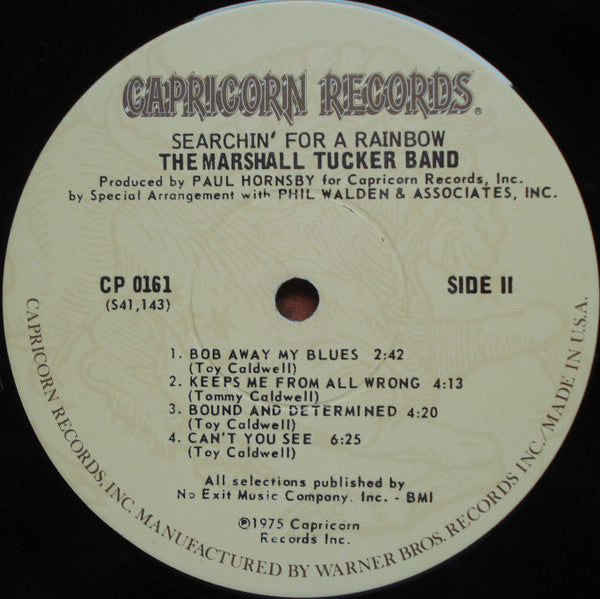 CAPRICORN RECORDS®
SEARCHIN' FOR A RAINBOW
THE MARSHALL TUCKER BAND
Produced by PAUL HORNSBY for Capricorn Records, Inc.
by Special Arrangement with PHIL WALDEN & ASSOCIATES, INC.
CP 0161
(S41,143)
SIDE II
1. BOB AWAY MY BLUES 2:42
(Toy Caldwell)
2. KEEPS ME FROM ALL WRONG 4:13
(Tommy Caldwell)
3. BOUND AND DETERMINED 4:20
(Toy Caldwell)
4. CAN'T YOU SEE 6:25
(Toy Caldwell)
All selections published by
No Exit Music Company. Inc. - BMI
℗1975 Capricorn
Records Inc.
CAPRICORN RECORDS, INC. MANUFACTURED BY WARNER BROS. RECORDS INC./MADE IN U.S.A.